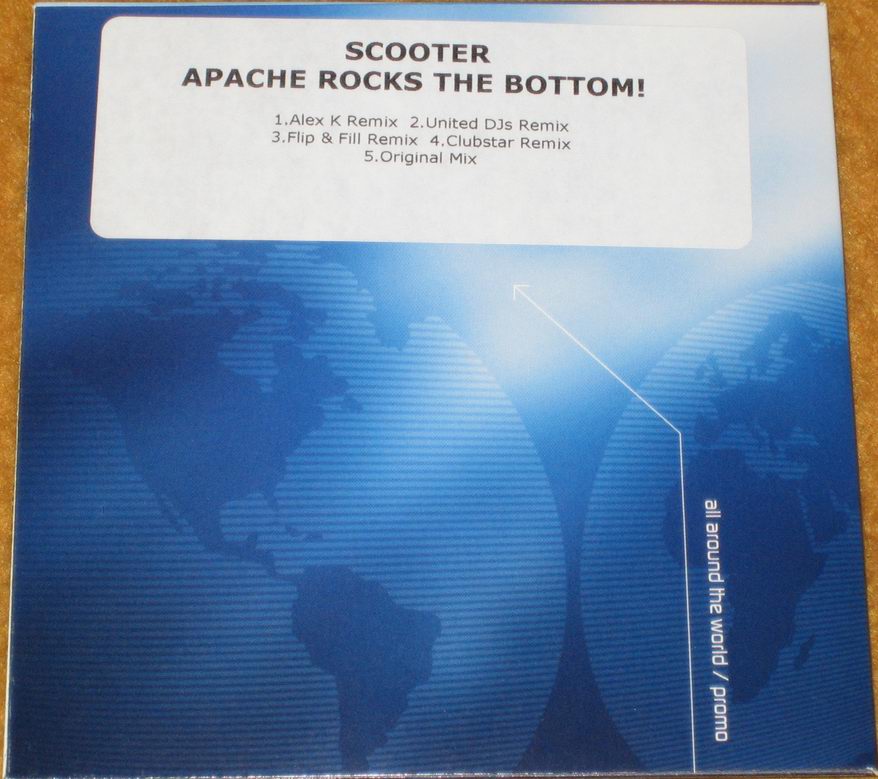 SCOOTER
APACHE ROCKS THE BOTTOM!
1.Alex K Remix 2.United DJs Remix
3.Flip & Fill Remix 4.Clubstar Remix
5.Original Mix
all around the world / promo